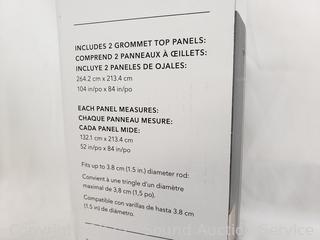 INCLUDES 2 GROMMET TOP PANELS:
COMPREND 2 PANNEAUX À ŒILLETS:
INCLUYE 2 PANELES DE OJALES:
264.2 cm x 213.4 cm
104 in/po x 84 in/po
EACH PANEL MEASURES:
CHAQUE PANNEAU MESURE:
CADA PANEL MIDE:
132.1 cm x 213.4 cm
52 in/po x 84 in/po
Fits up to 3.8 cm (1.5 in.) diameter rod:
Convient à une tringle d'un diamètre
maximal de 3,8 cm (1,5 po).
Compatible con varillas de hasta 3.8 cm
(1.5 in) de diámetro.
Sound Auction Service